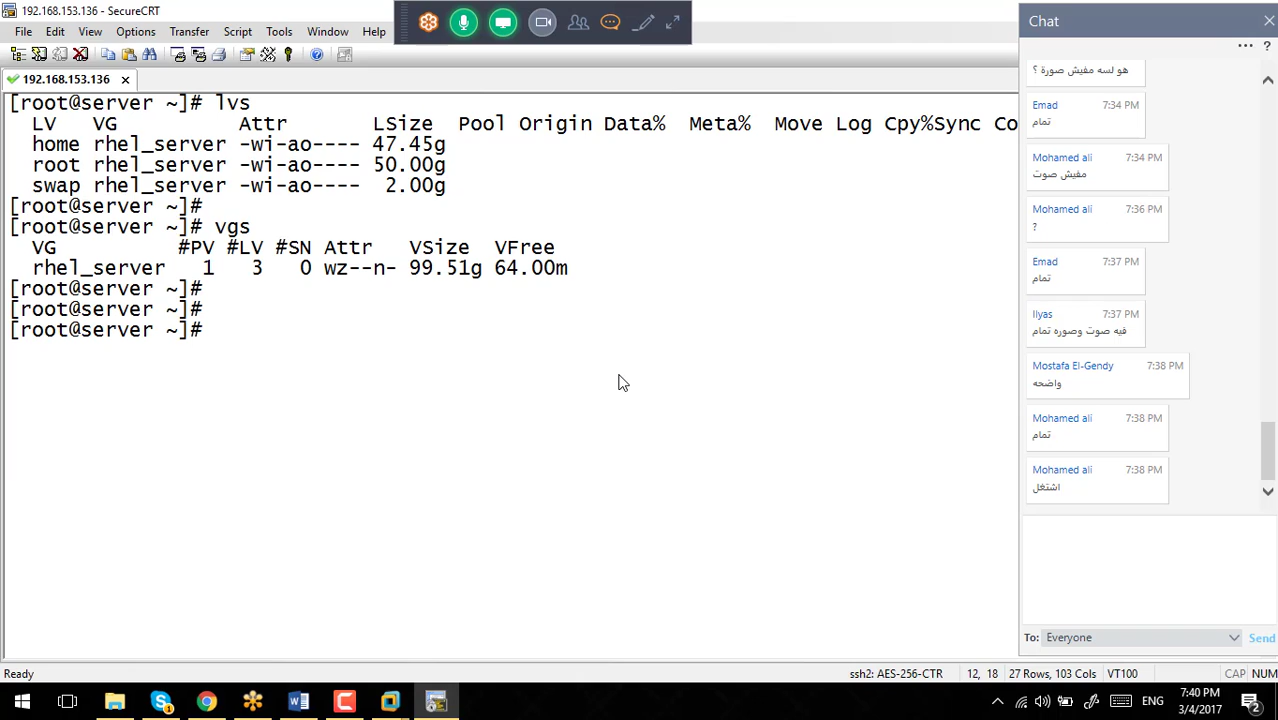 192.168.153.136 - SecureCRT
File Edit View Options Transfer Script Tools Window Help
192.168.153.136
[root@server ~]# lvs
LV VG Attr LSize Pool Origin Data% Meta% Move Log Cpy%Sync Co
home rhel_server -wi-ao---- 47.45g
root rhel_server -wi-ao---- 50.00g
swap rhel_server -wi-ao---- 2.00g
[root@server ~]#
[root@server ~]# vgs
VG #PV #LV #SN Attr VSize VFree
rhel_server 1 3 0 wz--n- 99.51g 64.00m
[root@server ~]#
[root@server ~]#
[root@server ~]#
Chat
هو لسه مفيش صورة ؟
Emad 7:34 PM
تمام
Mohamed ali 7:34 PM
مفيش صوت
Mohamed ali 7:36 PM
?
Emad 7:37 PM
تمام
Ilyas 7:37 PM
فيه صوت وصوره تمام
Mostafa El-Gendy 7:38 PM
واضحه
Mohamed ali 7:38 PM
تمام
Mohamed ali 7:38 PM
اشتغل
To: Everyone Send
Ready ssh2: AES-256-CTR 12, 18 27 Rows, 103 Cols VT100 CAP NUM
ENG 7:40 PM
3/4/2017 2